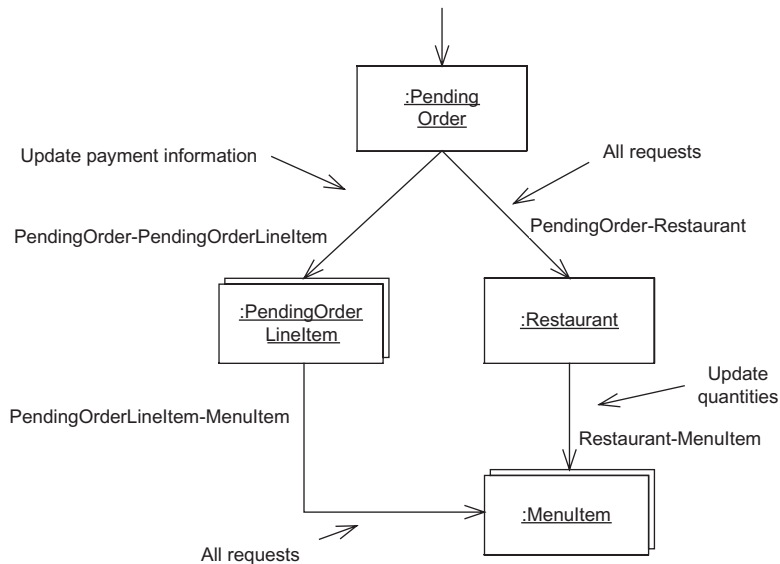 :Pending
Order
Update payment information
All requests
PendingOrder-PendingOrderLineItem
PendingOrder-Restaurant
:PendingOrder
LineItem
:Restaurant
Update
quantities
PendingOrderLineItem-MenuItem
Restaurant-MenuItem
:MenuItem
All requests